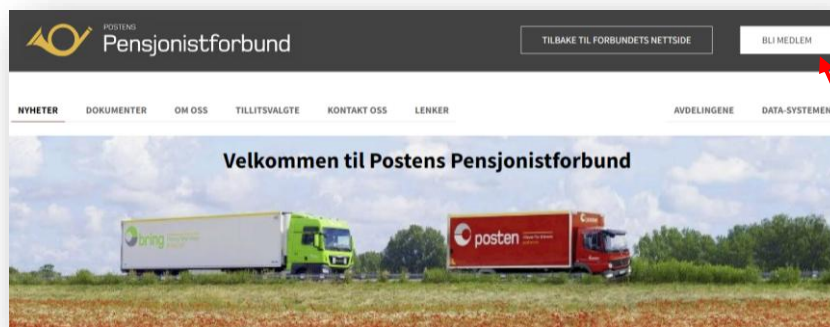 POSTENS
Pensjonistforbund
TILBAKE TIL FORBUNDETS NETTSIDE
BLI MEDLEM
NYHETER DOKUMENTER OM OSS TILLITSVALGTE KONTAKT OSS LENKER AVDELINGENE DATA-SYSTEMEN
Velkommen til Postens Pensjonistforbund
bring
posten